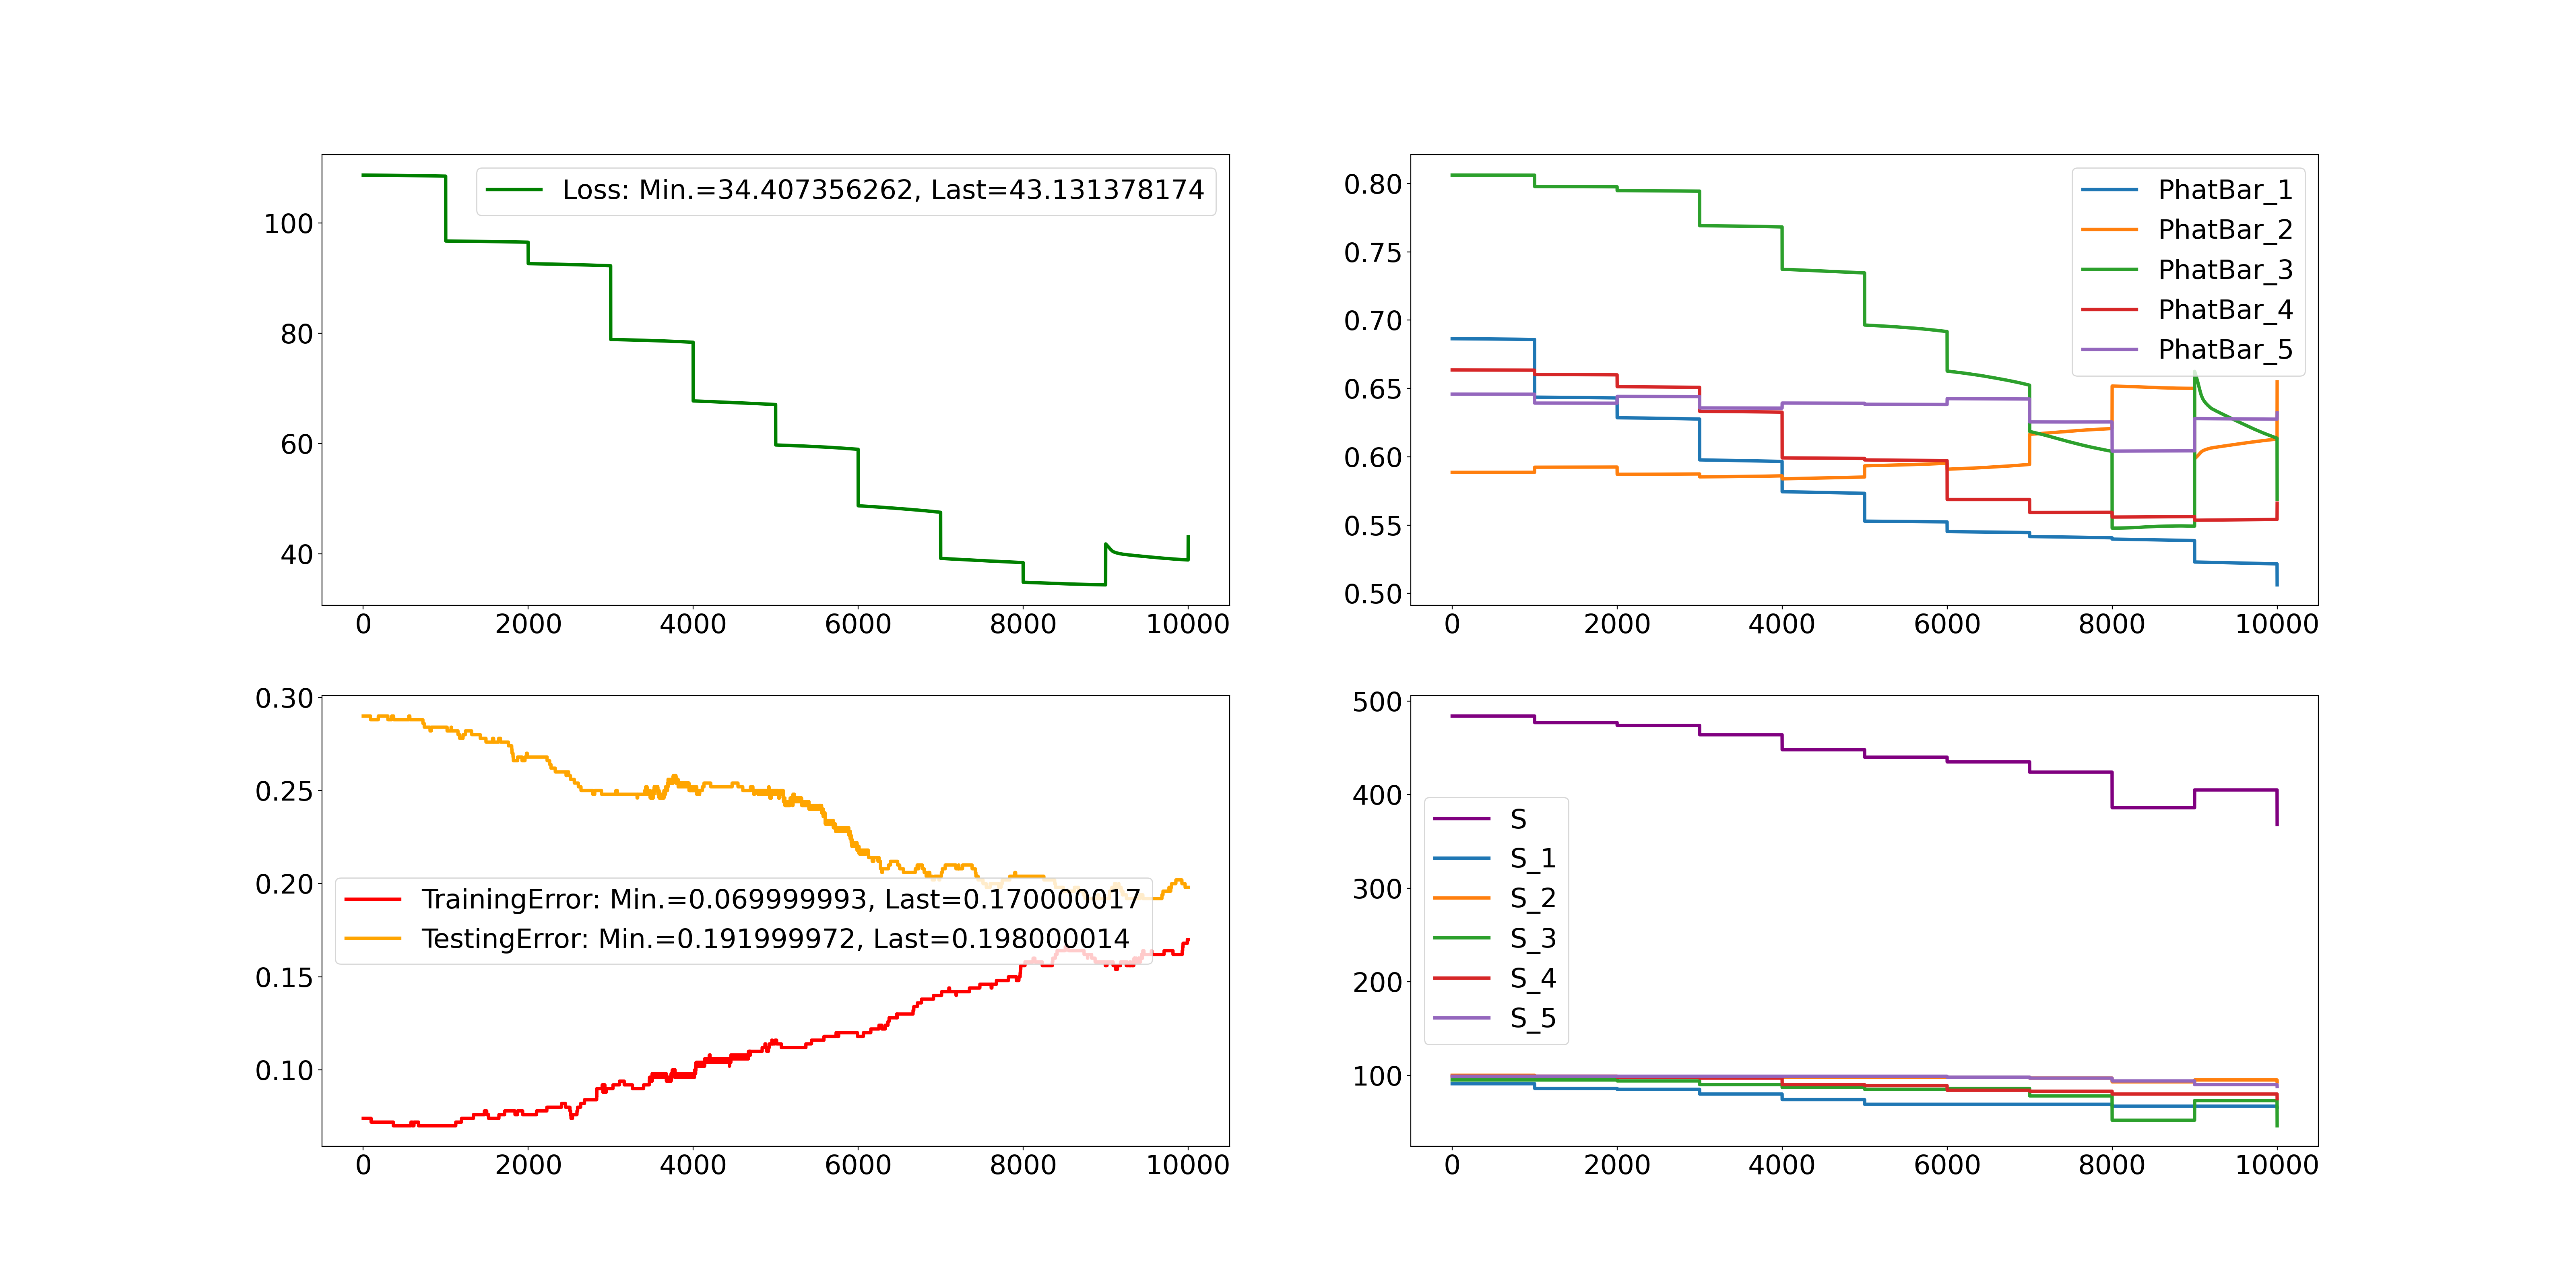 Loss: Min.=34.407356262, Last=43.131378174
100
80
60
40
0 2000 4000 6000 8000 10000
PhatBar_1
PhatBar_2
PhatBar_3
PhatBar_4
PhatBar_5
0.80
0.75
0.70
0.65
0.60
0.55
0.50
0 2000 4000 6000 8000 10000
0.30
0.25
0.20
0.15
0.10
TrainingError: Min.=0.069999993, Last=0.170000017
TestingError: Min.=0.191999972, Last=0.198000014
0 2000 4000 6000 8000 10000
500
400
300
200
100
S
S_1
S_2
S_3
S_4
S_5
0 2000 4000 6000 8000 10000